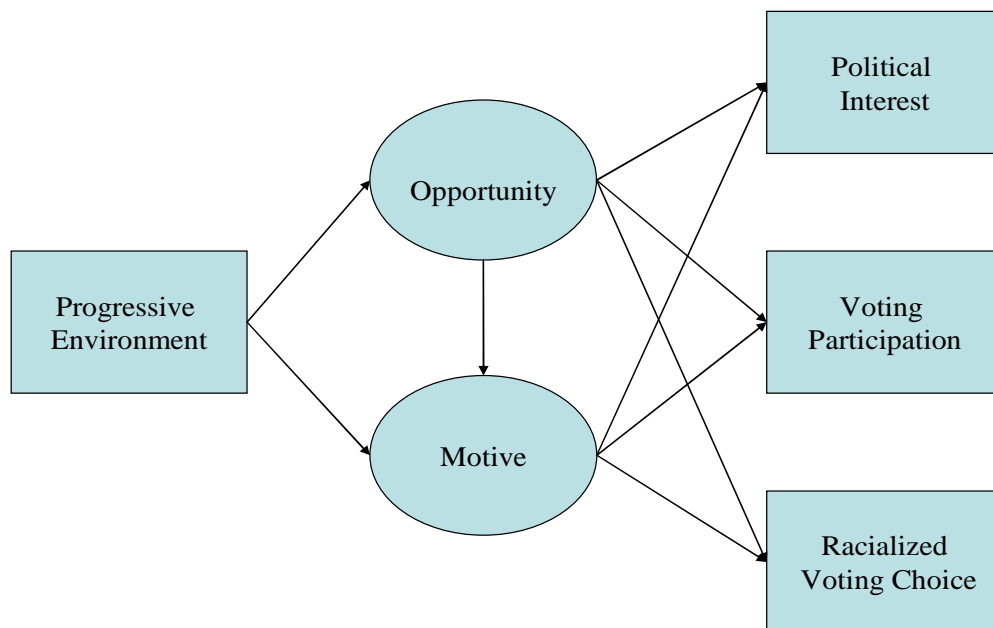 Progressive
Environment
Opportunity
Motive
Political
Interest
Voting
Participation
Racialized
Voting Choice